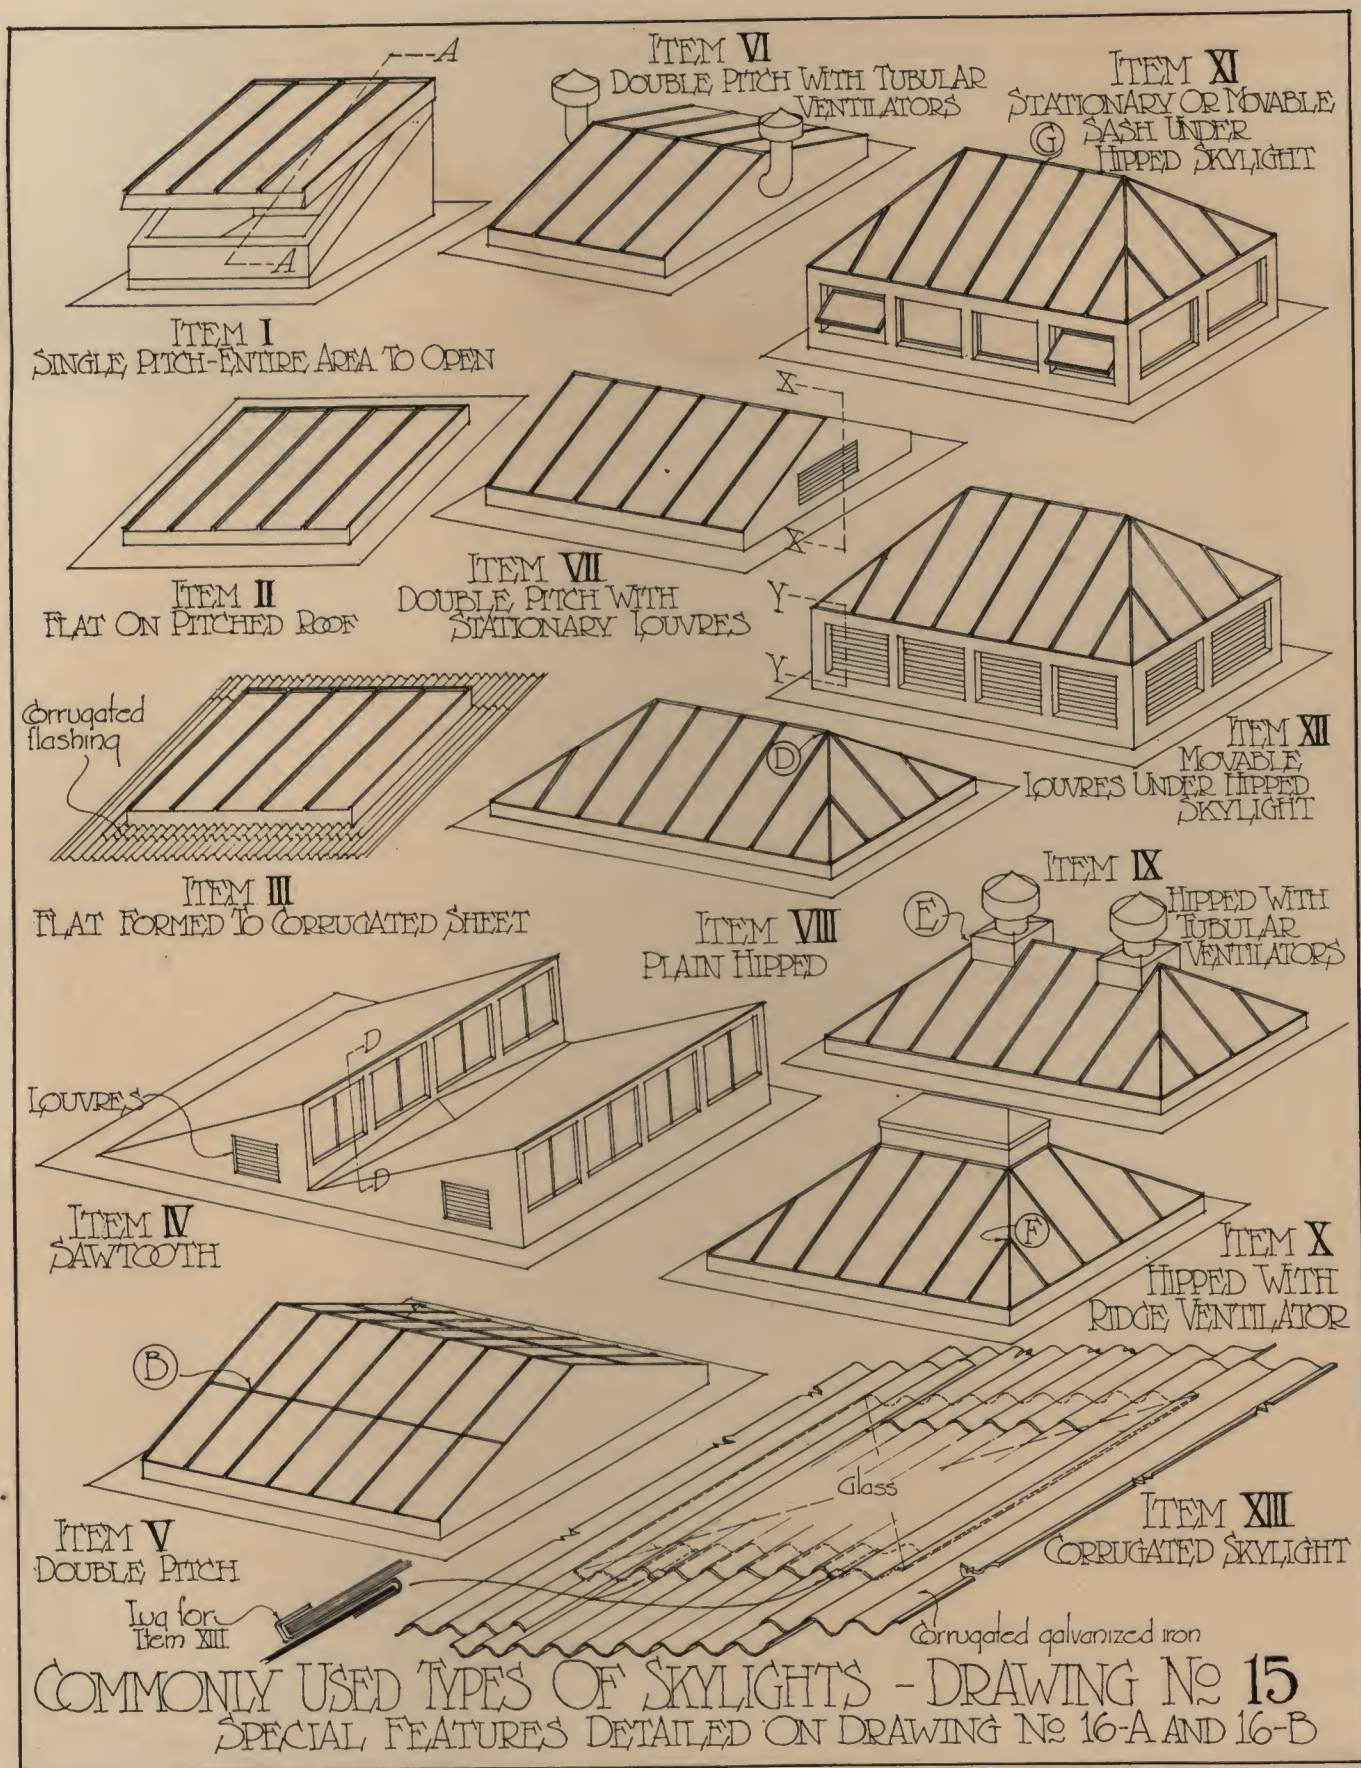 A
A
ITEM I
SINGLE PITCH-ENTIRE AREA TO OPEN
ITEM VI
DOUBLE PITCH WITH TUBULAR
VENTILATORS
ITEM XI
STATIONARY OR MOVABLE
SASH UNDER
HIPPED SKYLIGHT
G
ITEM II
FLAT ON PITCHED ROOF
X
X
ITEM VII
DOUBLE PITCH WITH
STATIONARY LOUVRES
Y
Y
ITEM XII
MOVABLE
LOUVRES UNDER HIPPED
SKYLIGHT
Corrugated
flashing
ITEM III
FLAT FORMED TO CORRUGATED SHEET
D
ITEM VIII
PLAIN HIPPED
ITEM IX
HIPPED WITH
TUBULAR
VENTILATORS
E
LOUVRES
D
D
ITEM IV
SAWTOOTH
F
ITEM X
HIPPED WITH
RIDGE VENTILATOR
B
ITEM V
DOUBLE PITCH
Glass
ITEM XIII
CORRUGATED SKYLIGHT
Lug for
Item XIII
Corrugated galvanized iron
COMMONLY USED TYPES OF SKYLIGHTS - DRAWING No 15
SPECIAL FEATURES DETAILED ON DRAWING No 16-A AND 16-B